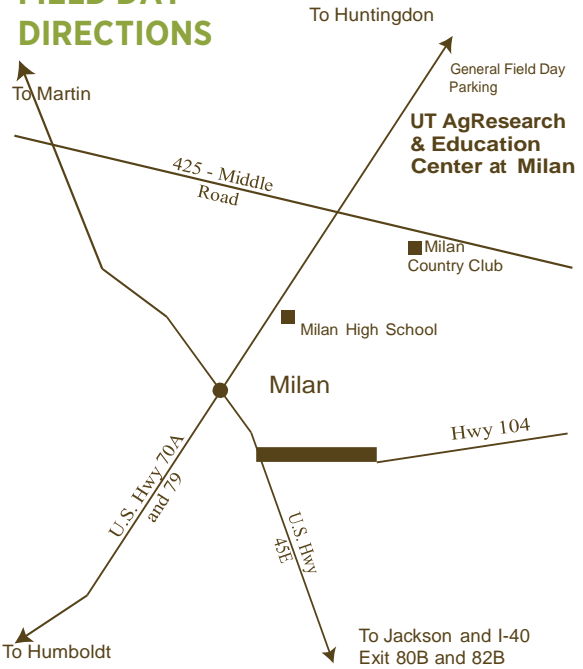 FIELD DAY
DIRECTIONS
To Huntingdon
General Field Day
Parking
To Martin
UT AgResearch
& Education
Center at Milan
425 - Middle
Road
Milan
Country Club
Milan High School
Milan
Hwy 104
U.S. Hwy 70A
and 79
U.S. Hwy
45E
To Humboldt
To Jackson and I-40
Exit 80B and 82B